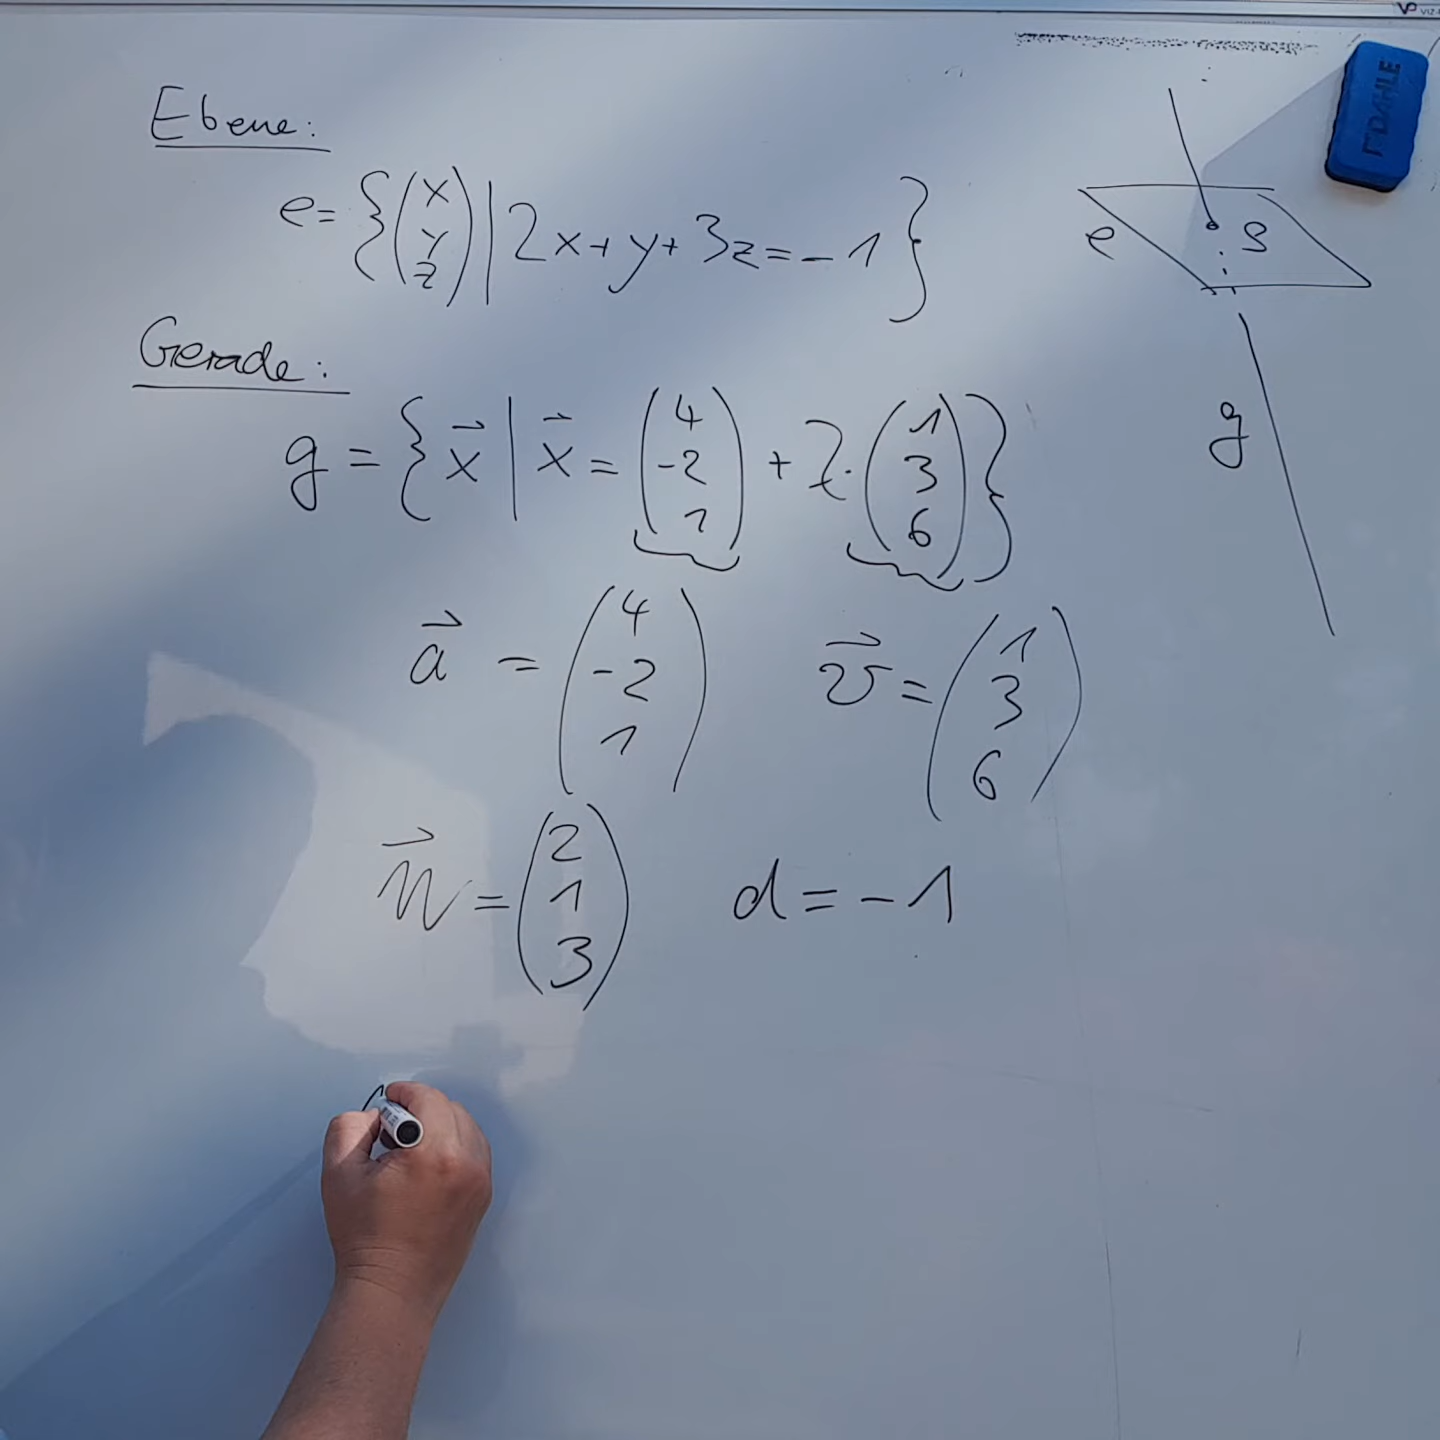 Ebene:
e = {(x y z) | 2x + y + 3z = -1}
Gerade:
g = {x⃗ | x⃗ = (4 -2 1) + λ · (1 3 6)}
a⃗ = (4 -2 1) v⃗ = (1 3 6)
n⃗ = (2 1 3) d = -1
e S
g
DAHLE